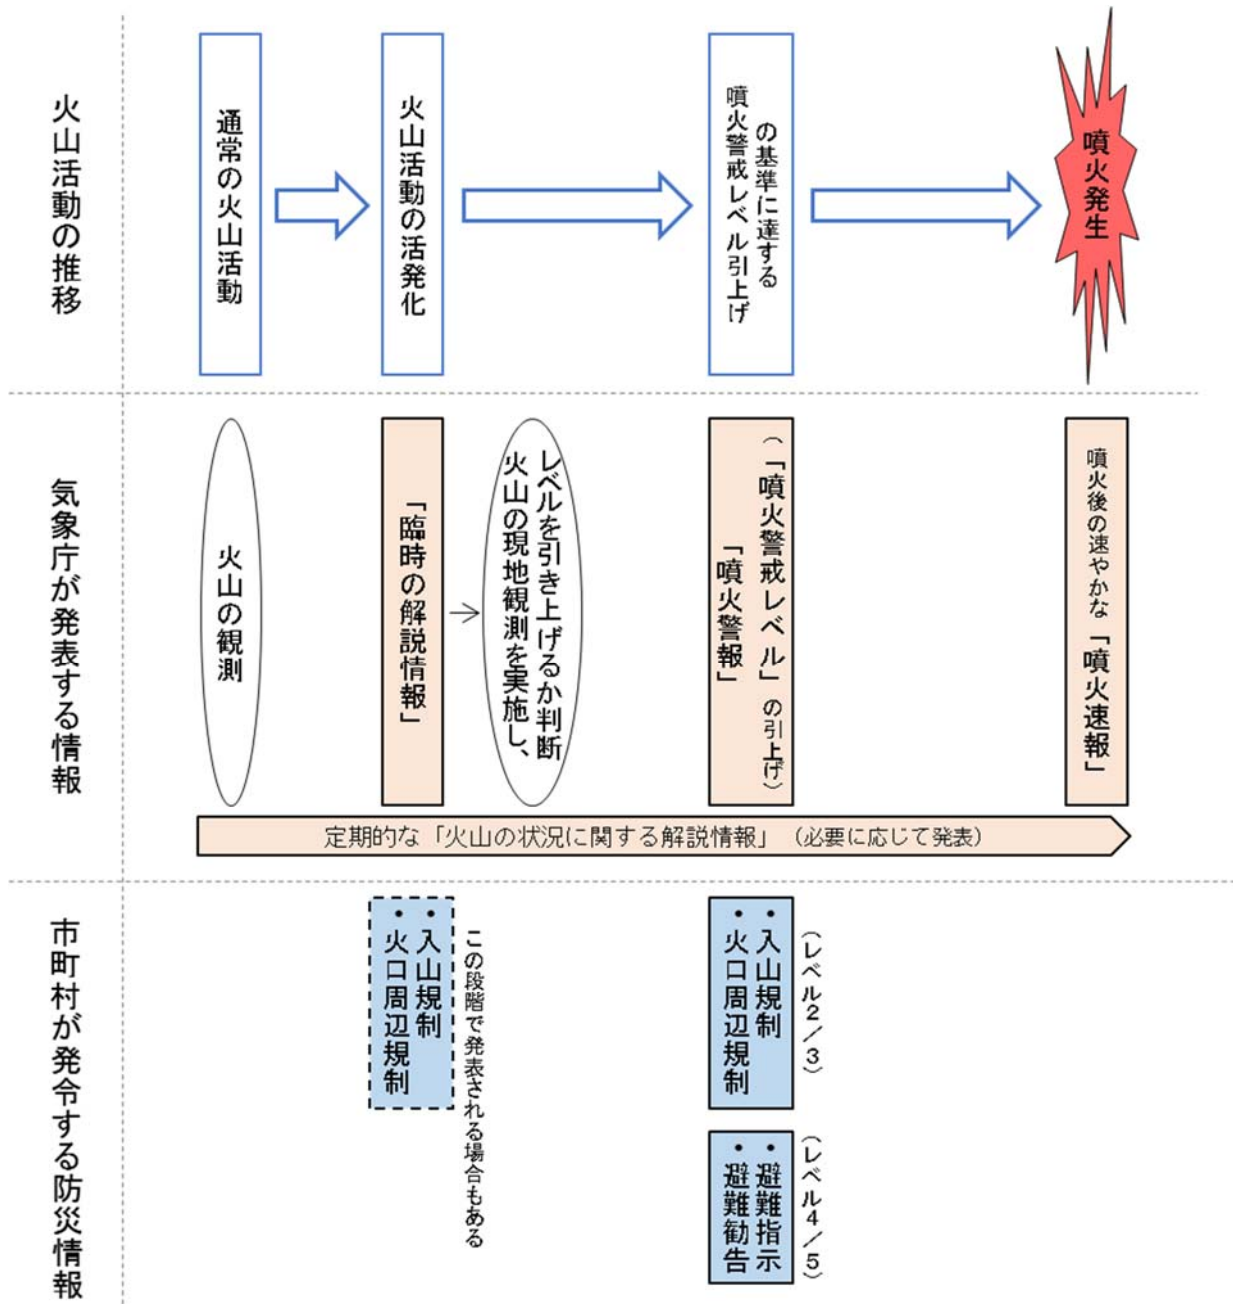 火山活動の推移
通常の火山活動
火山活動の活発化
噴火警戒レベル引上げ
の基準に達する
噴火発生
気象庁が発表する情報
火山の観測
「臨時の解説情報」
火山の現地観測を実施し、
レベルを引き上げるか判断
「噴火警報」
（「噴火警戒レベル」の引上げ）
噴火後の速やかな「噴火速報」
定期的な「火山の状況に関する解説情報」（必要に応じて発表）
市町村が発令する防災情報
・火口周辺規制
・入山規制
この段階で発表される場合もある
・火口周辺規制
・入山規制
（レベル２／３）
・避難勧告
・避難指示
（レベル４／５）